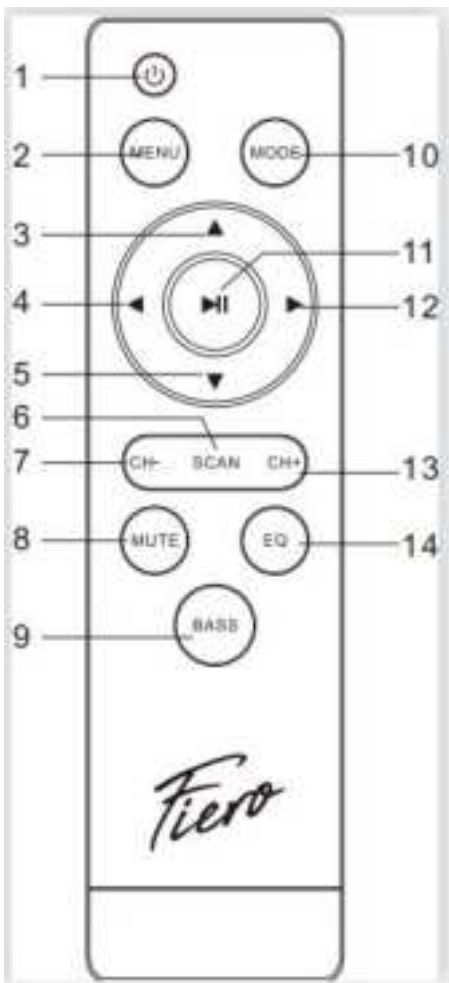 1
2 MENU MODE 10
3
11
4 12
5
6
7 CH- SCAN CH+ 13
8 MUTE EQ 14
9 BASS
Fiero